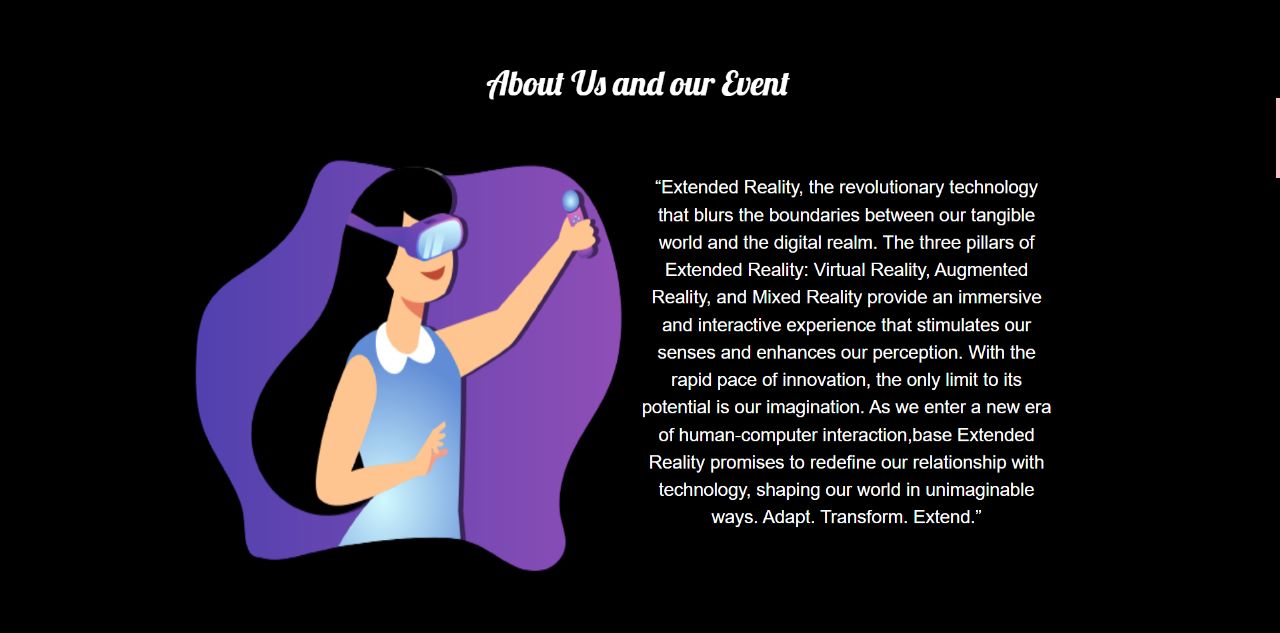 About Us and our Event
“Extended Reality, the revolutionary technology
that blurs the boundaries between our tangible
world and the digital realm. The three pillars of
Extended Reality: Virtual Reality, Augmented
Reality, and Mixed Reality provide an immersive
and interactive experience that stimulates our
senses and enhances our perception. With the
rapid pace of innovation, the only limit to its
potential is our imagination. As we enter a new era
of human-computer interaction,base Extended
Reality promises to redefine our relationship with
technology, shaping our world in unimaginable
ways. Adapt. Transform. Extend.”